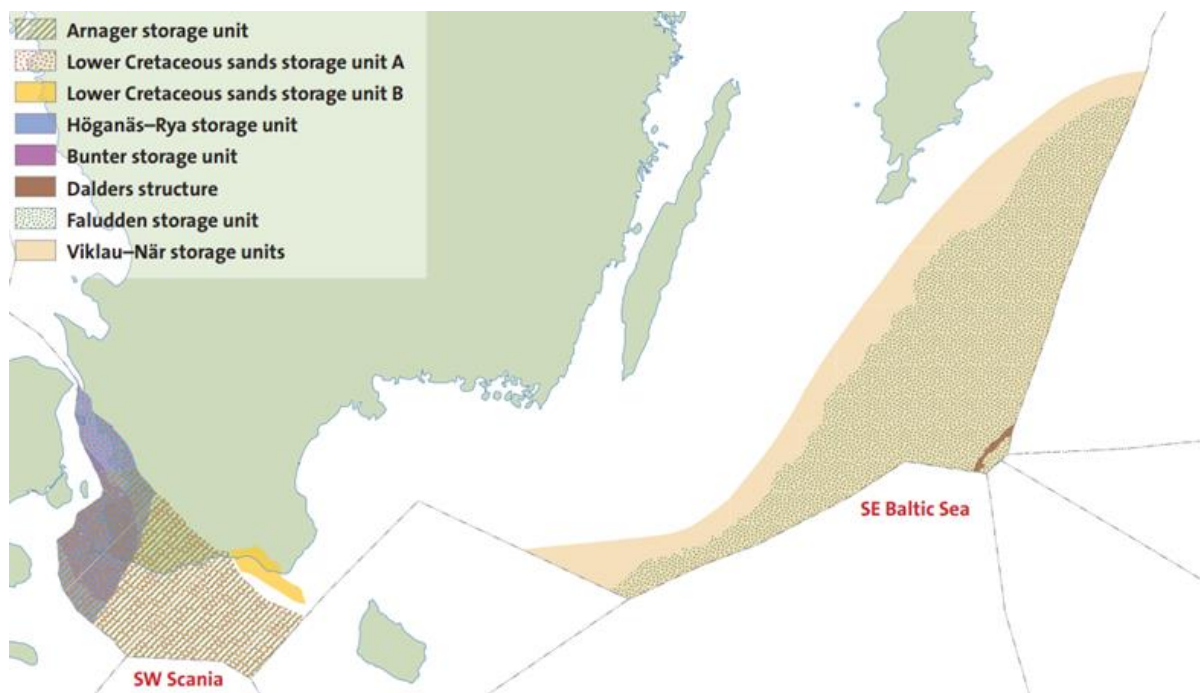 Arnager storage unit
Lower Cretaceous sands storage unit A
Lower Cretaceous sands storage unit B
Höganäs–Rya storage unit
Bunter storage unit
Dalders structure
Faludden storage unit
Viklau–När storage units
SE Baltic Sea
SW Scania